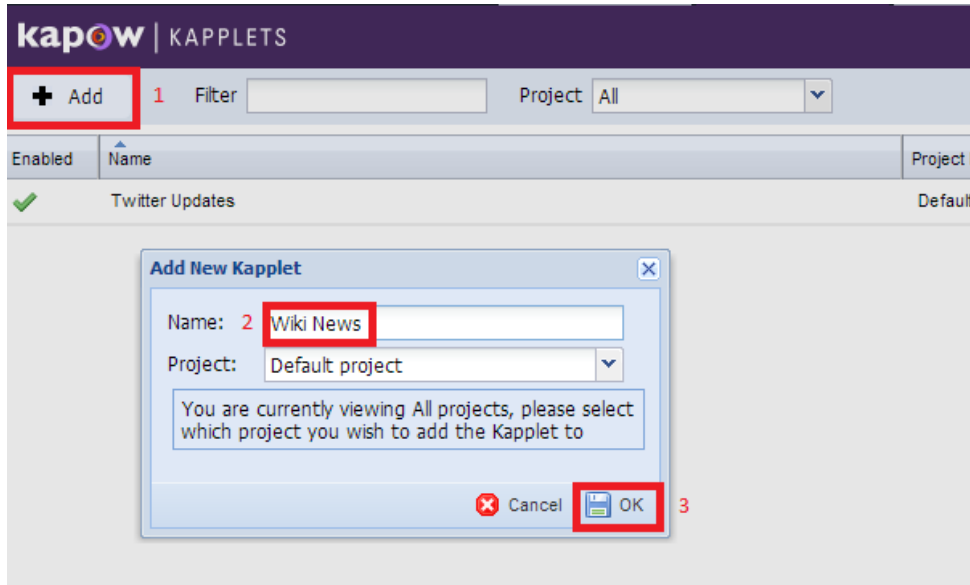 kapow | KAPPLETS
Add 1 Filter Project All
Enabled Name Project
Twitter Updates Default
Add New Kapplet
Name: 2 Wiki News
Project: Default project
You are currently viewing All projects, please select
which project you wish to add the Kapplet to
Cancel OK 3